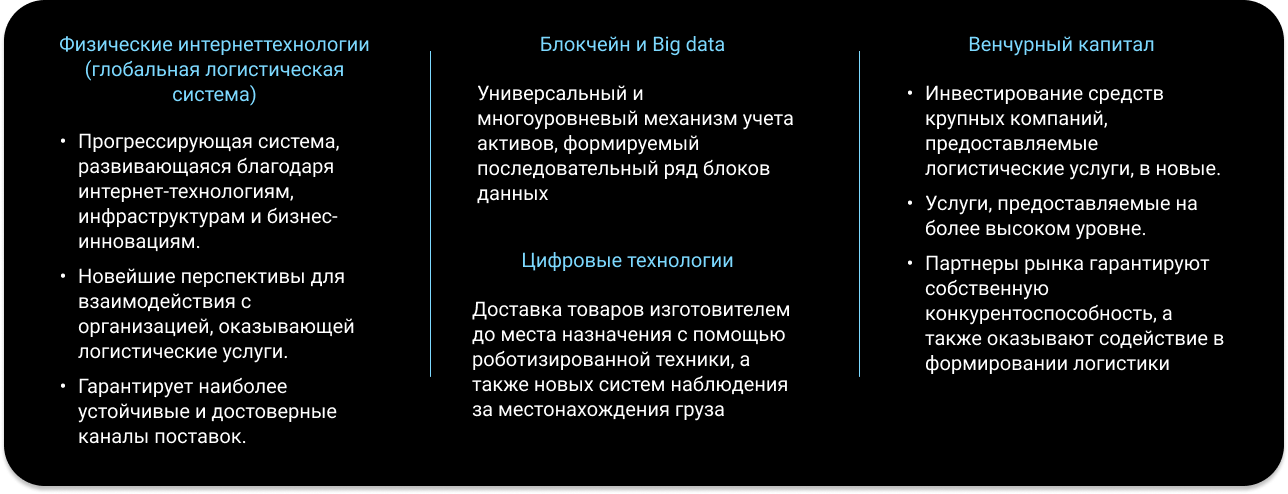 Физические интернеттехнологии
(глобальная логистическая
система)
• Прогрессирующая система,
развивающаяся благодаря
интернет-технологиям,
инфраструктурам и бизнес-
инновациям.
• Новейшие перспективы для
взаимодействия с
организацией, оказывающей
логистические услуги.
• Гарантирует наиболее
устойчивые и достоверные
каналы поставок.
Блокчейн и Big data
Универсальный и
многоуровневый механизм учета
активов, формируемый
последовательный ряд блоков
данных
Цифровые технологии
Доставка товаров изготовителем
до места назначения с помощью
роботизированной техники, а
также новых систем наблюдения
за местонахождения груза
Венчурный капитал
• Инвестирование средств
крупных компаний,
предоставляемые
логистические услуги, в новые.
• Услуги, предоставляемые на
более высоком уровне.
• Партнеры рынка гарантируют
собственную
конкурентоспособность, а
также оказывают содействие в
формировании логистики